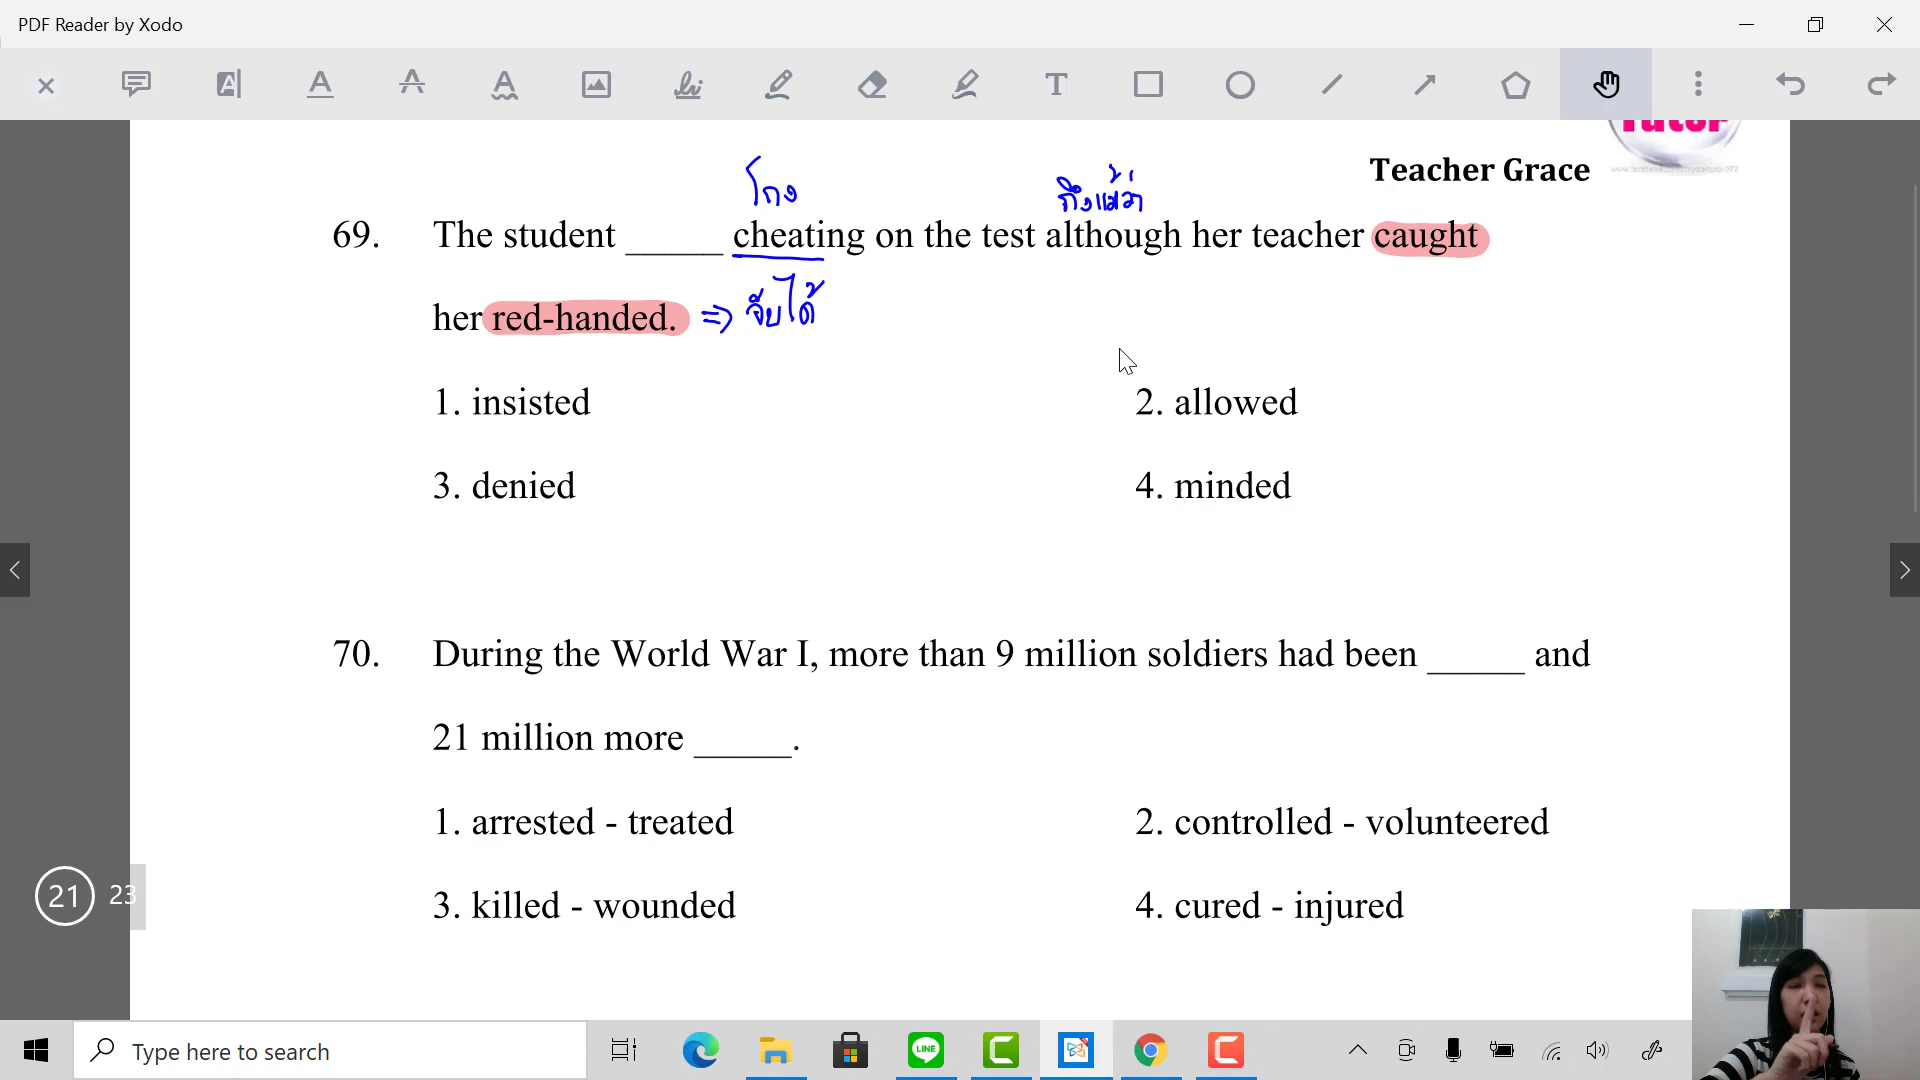 PDF Reader by Xodo
Tutor
Teacher Grace
โกง
ถึงแม้ว่า
69. The student _____ cheating on the test although her teacher caught
her red-handed. ⇒ จับได้
1. insisted
2. allowed
3. denied
4. minded
70. During the World War I, more than 9 million soldiers had been _____ and
21 million more _____.
1. arrested - treated
2. controlled - volunteered
3. killed - wounded
4. cured - injured
21 23
Type here to search
LINE